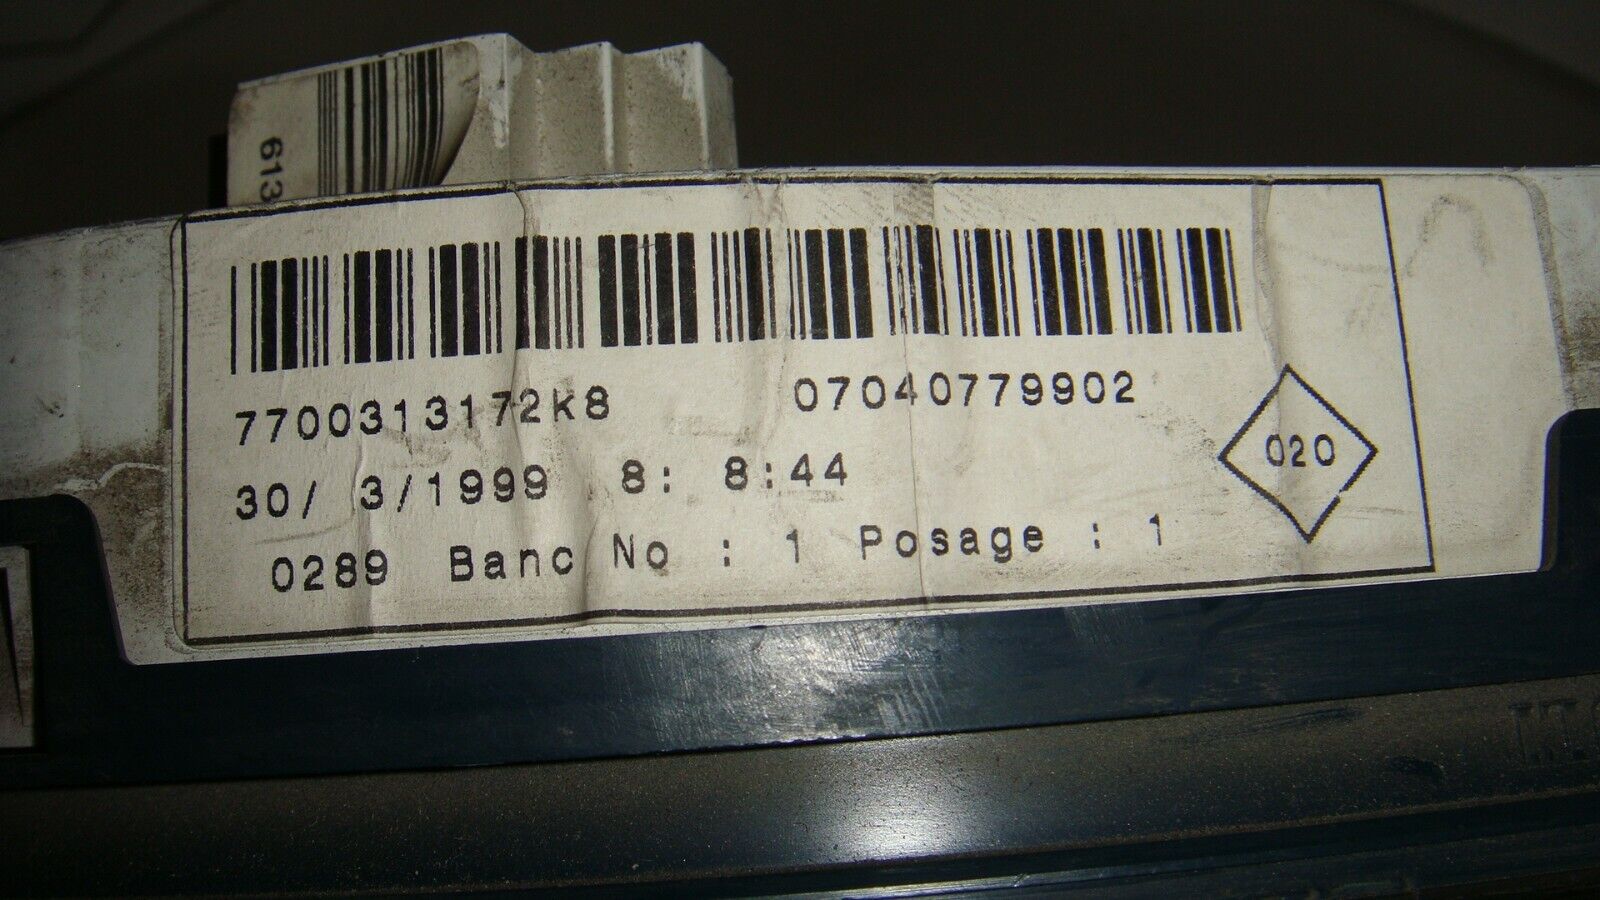 613
7700313172K8 07040779902
30/ 3/1999 8: 8:44
020
0289 Banc No : 1 Posage : 1